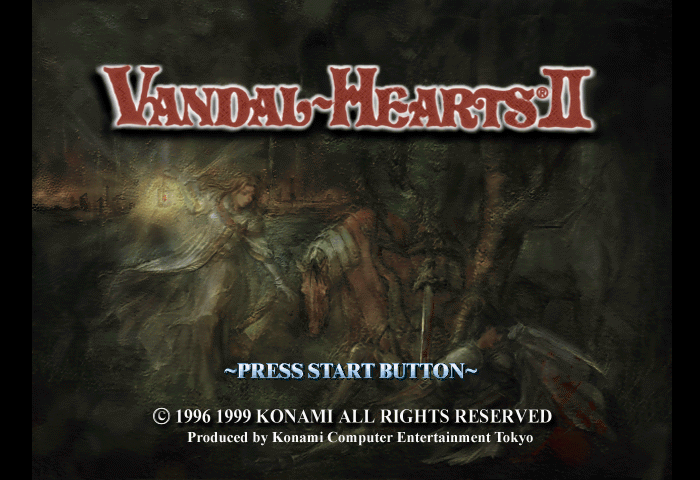 VANDAL~HEARTS® II
~PRESS START BUTTON~
© 1996 1999 KONAMI ALL RIGHTS RESERVED
Produced by Konami Computer Entertainment Tokyo